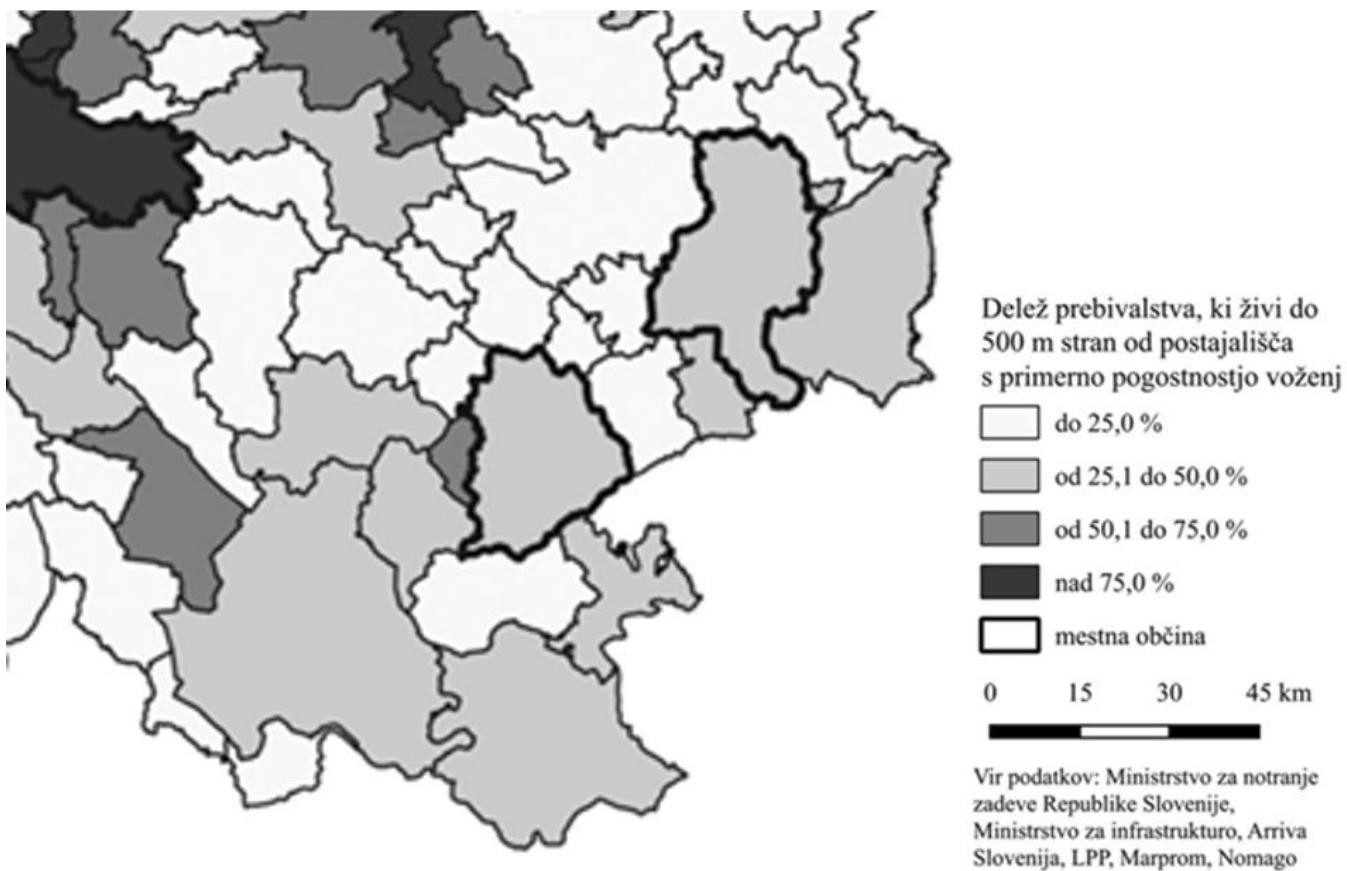 Delež prebivalstva, ki živi do
500 m stran od postajališča
s primerno pogostnostjo voženj
do 25,0 %
od 25,1 do 50,0 %
od 50,1 do 75,0 %
nad 75,0 %
mestna občina
0 15 30 45 km
Vir podatkov: Ministrstvo za notranje
zadeve Republike Slovenije,
Ministrstvo za infrastrukturo, Arriva
Slovenija, LPP, Marprom, Nomago